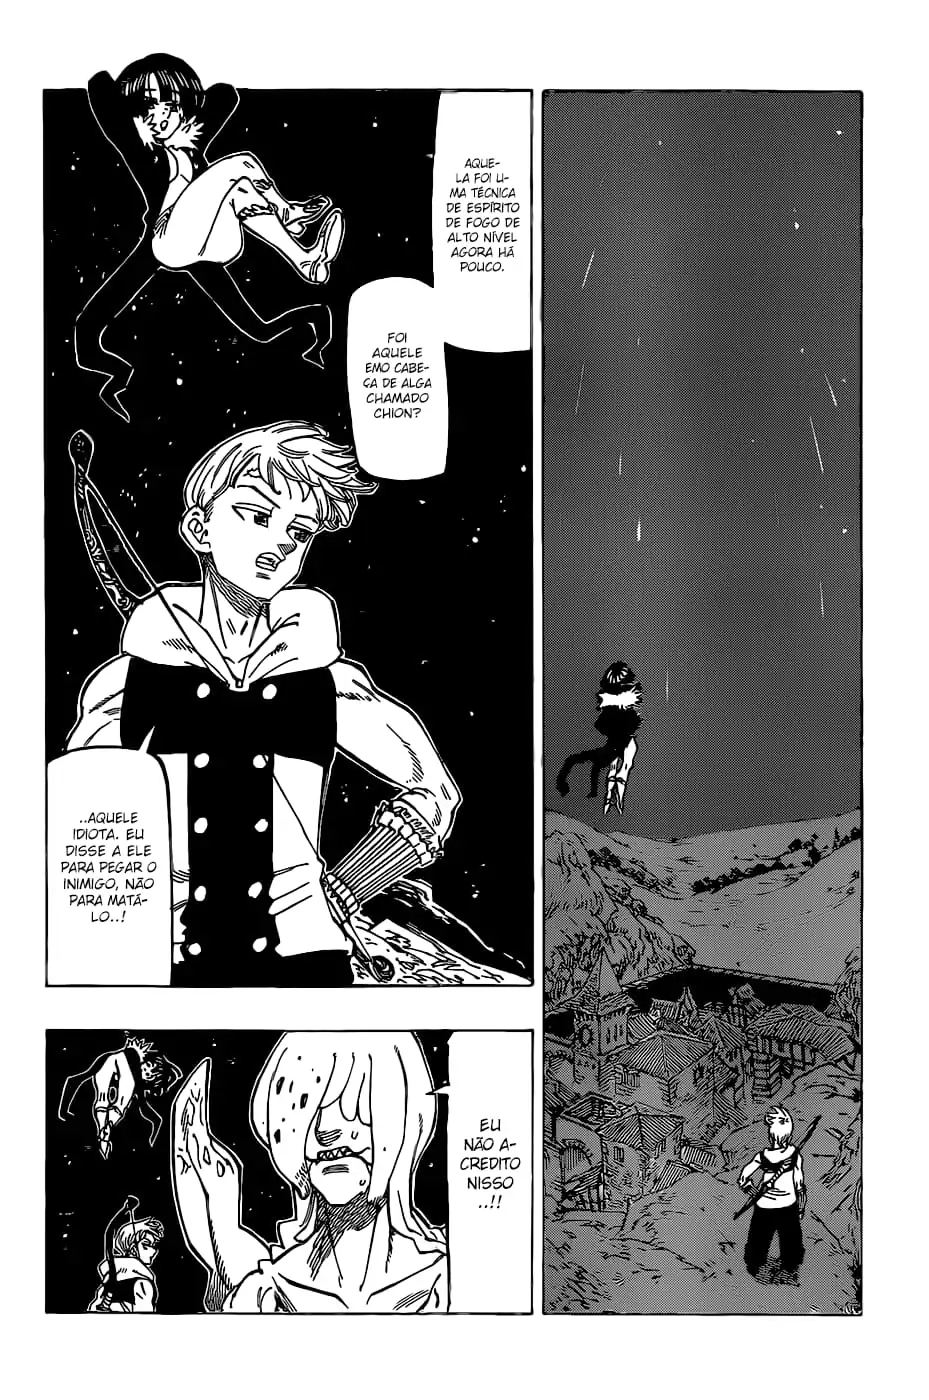 AQUE-
LA FOI U-
MA TÉCNICA
DE ESPÍRITO
DE FOGO DE
ALTO NÍVEL
AGORA HÁ
POUCO.
FOI
AQUELE
EMO CABE-
ÇA DE ALGA
CHAMADO
CHION?
..AQUELE
IDIOTA. EU
DISSE A ELE
PARA PEGAR O
INIMIGO, NÃO
PARA MATÁ-
LO..!
EU
NÃO A-
CREDITO
NISSO
..!!